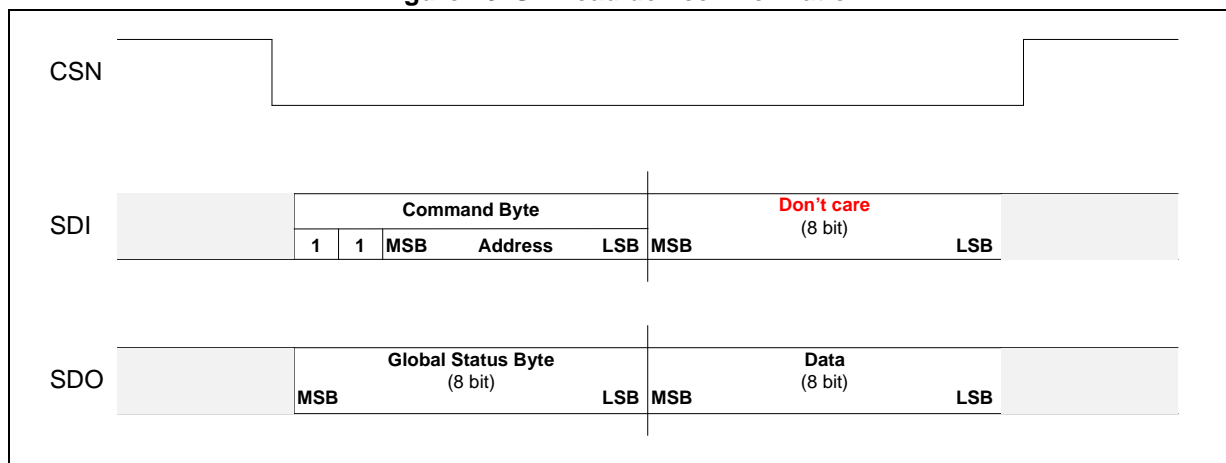 CSN
SDI
Command Byte
1 1 MSB Address LSB
Don't care
(8 bit)
MSB LSB
SDO
Global Status Byte
(8 bit)
MSB LSB
Data
(8 bit)
MSB LSB